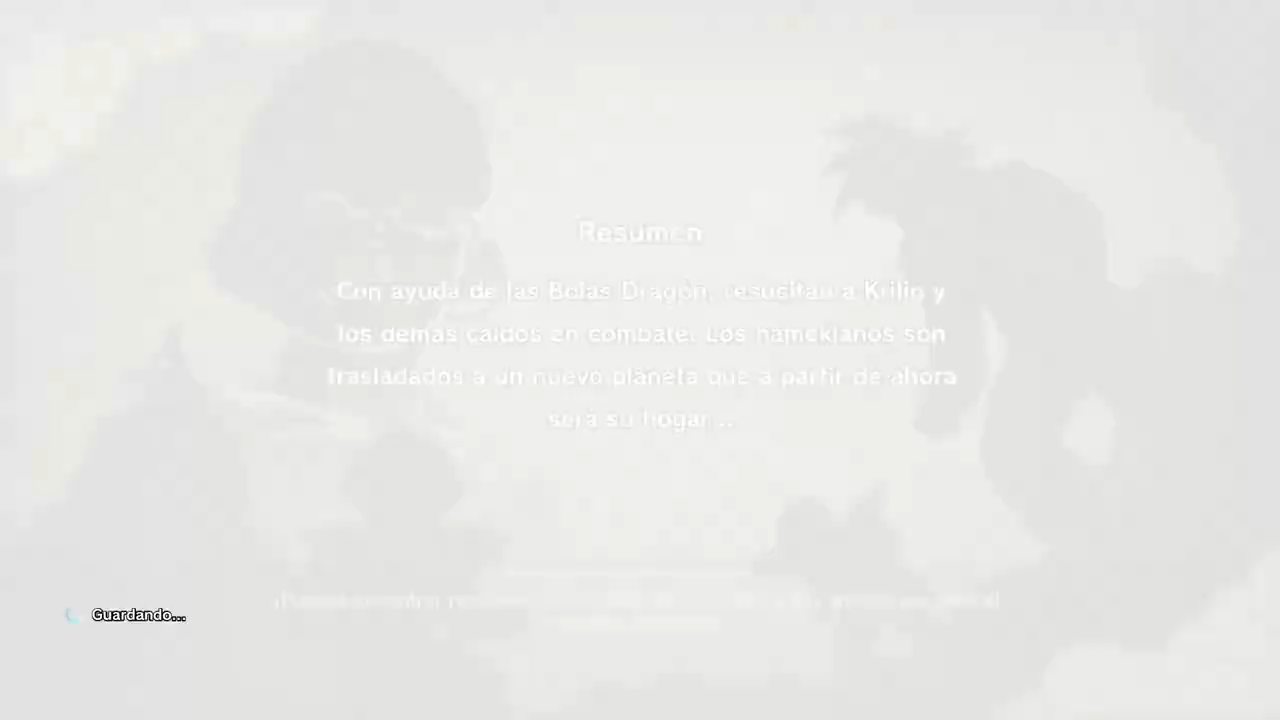 Resumen
Con ayuda de las Bolas Dragón, resucitan a Krilin y
los demás caídos en combate. Los namekianos son
trasladados a un nuevo planeta que a partir de ahora
será su hogar...
Guardando...